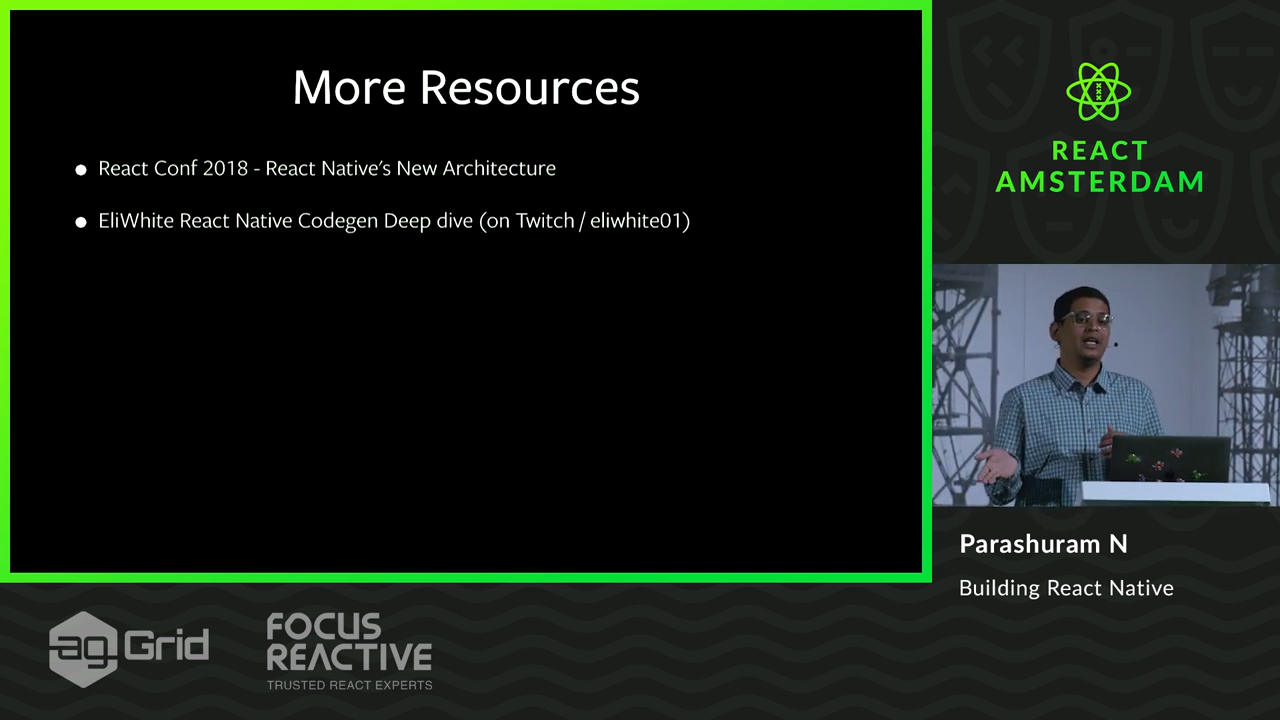 More Resources
React Conf 2018 - React Native's New Architecture
EliWhite React Native Codegen Deep dive (on Twitch / eliwhite01)
REACT
AMSTERDAM
Parashuram N
Building React Native
ag Grid
FOCUS
REACTIVE
TRUSTED REACT EXPERTS